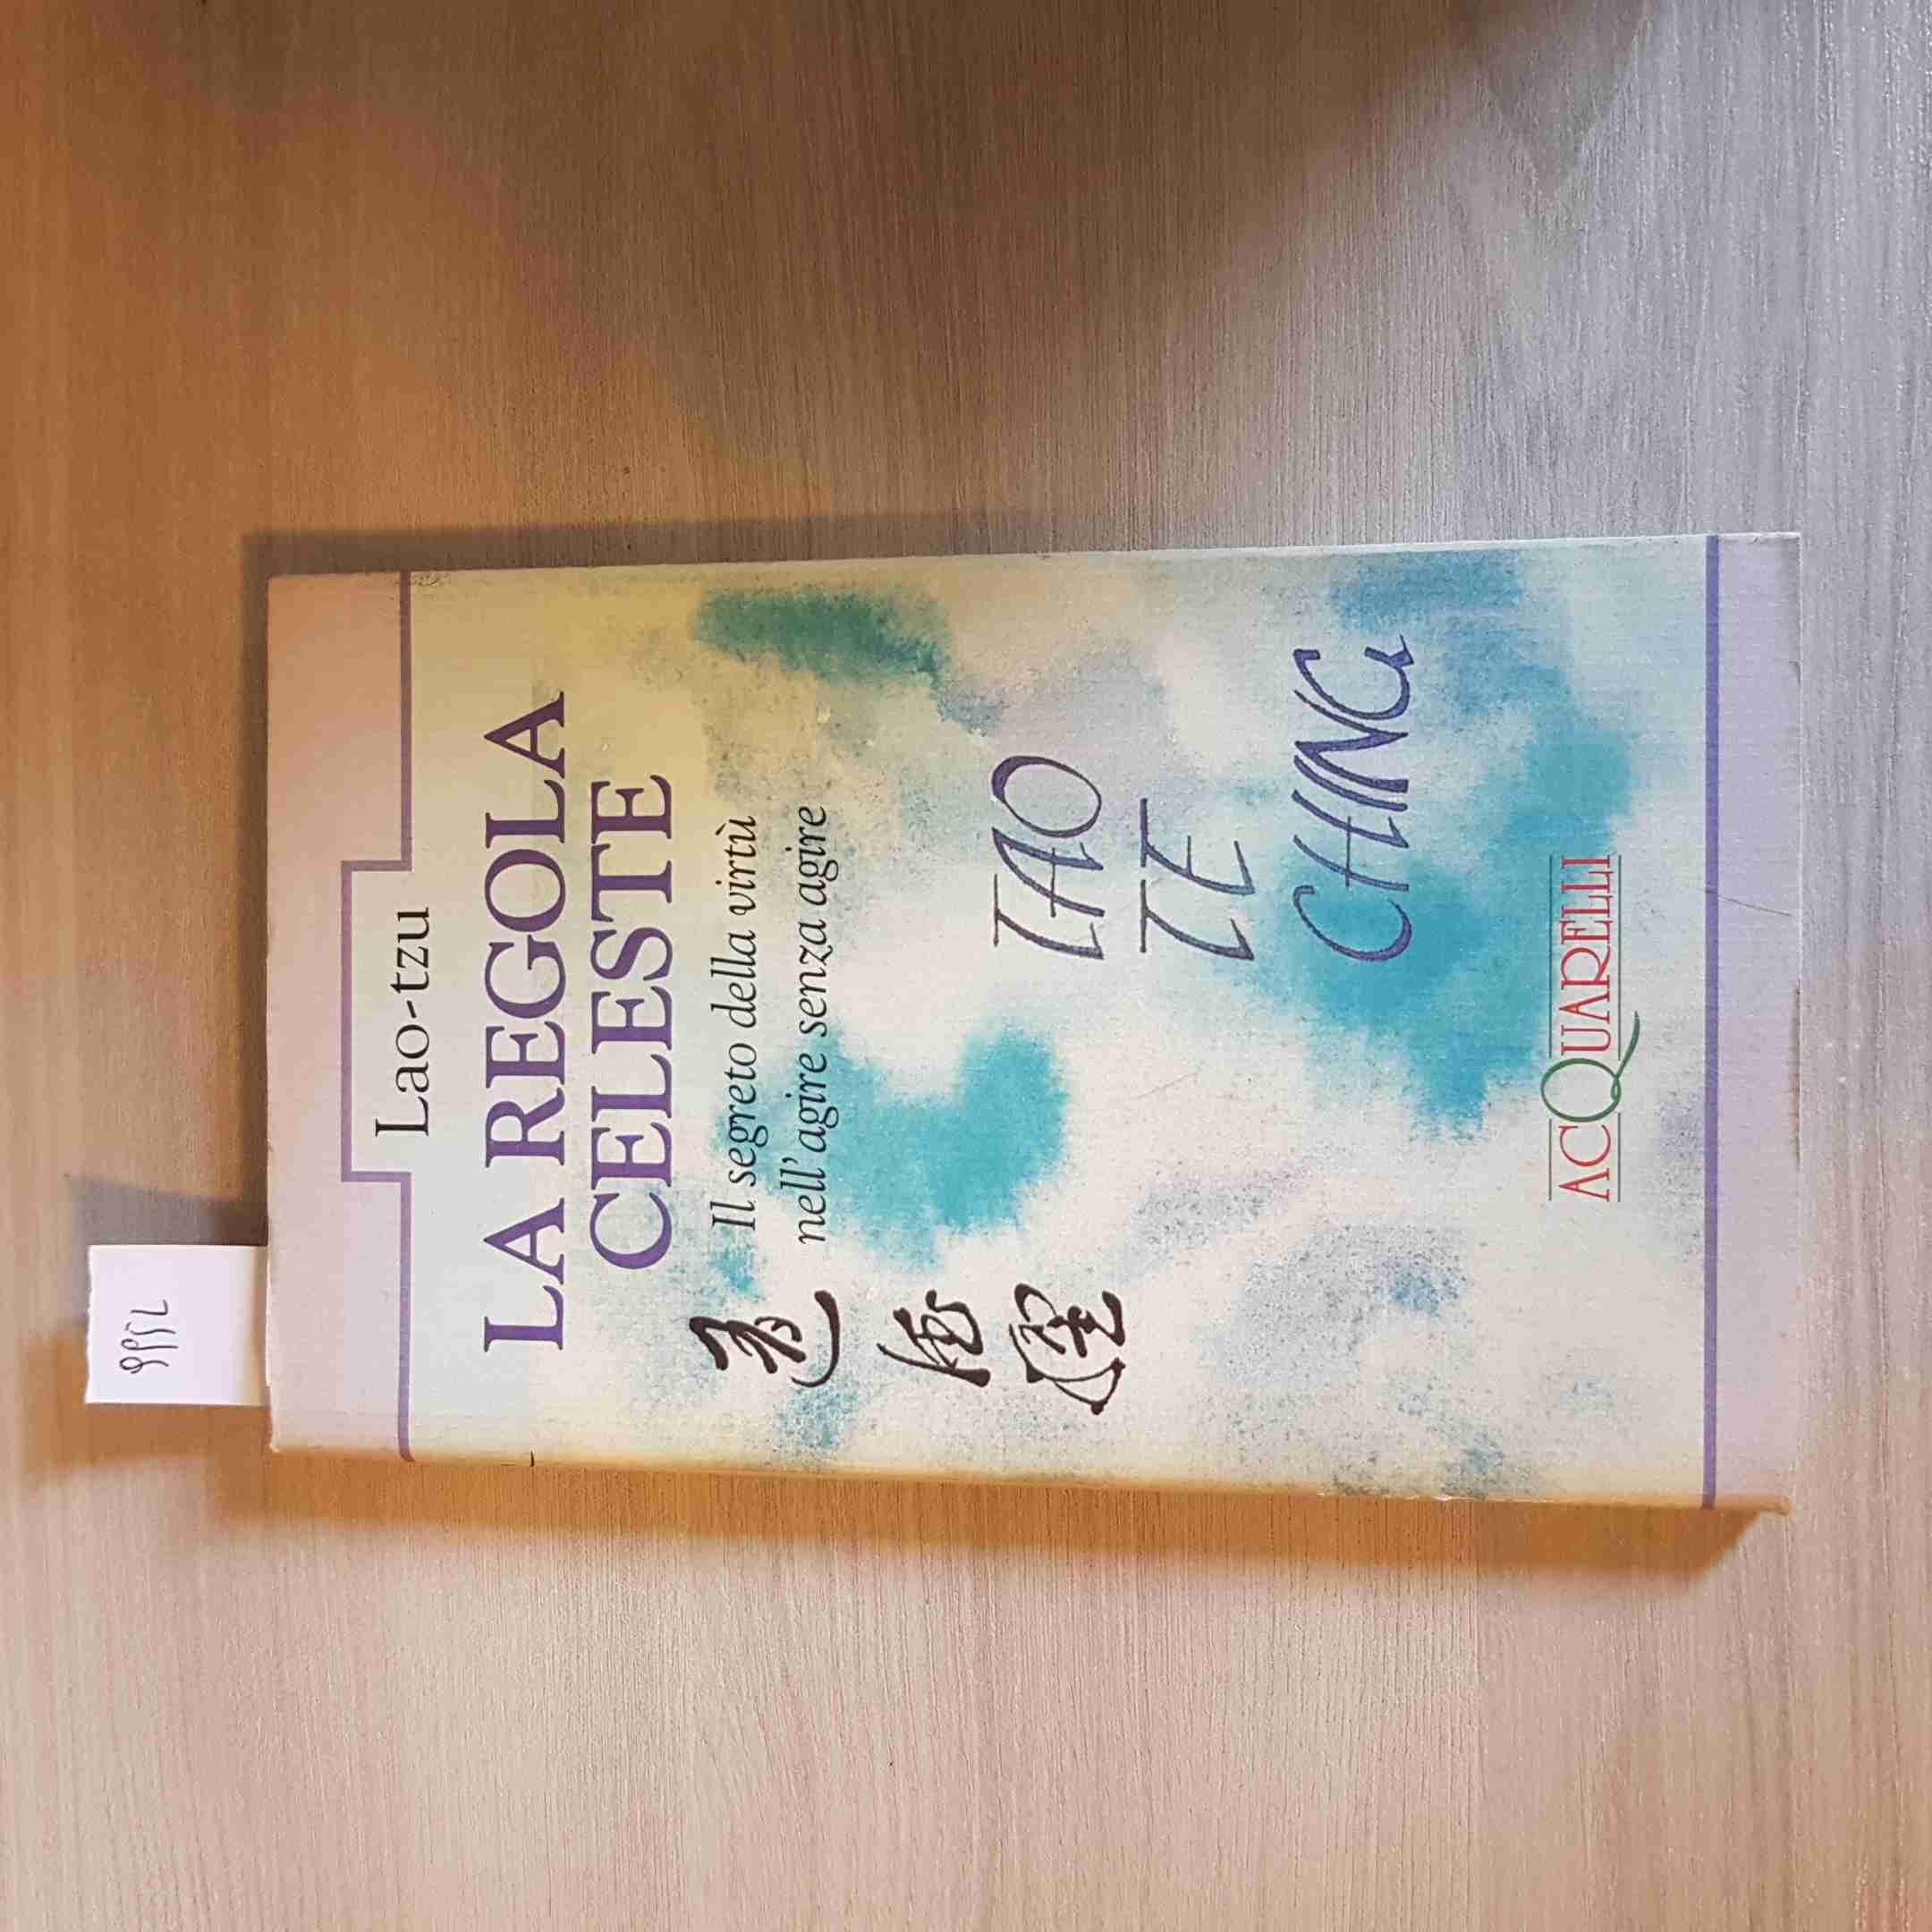 Lao-tzu
LA REGOLA
CELESTE
Il segreto della virtù
nell'agire senza agire
道
德
經
TAO
TE
CHING
ACQUARELLI